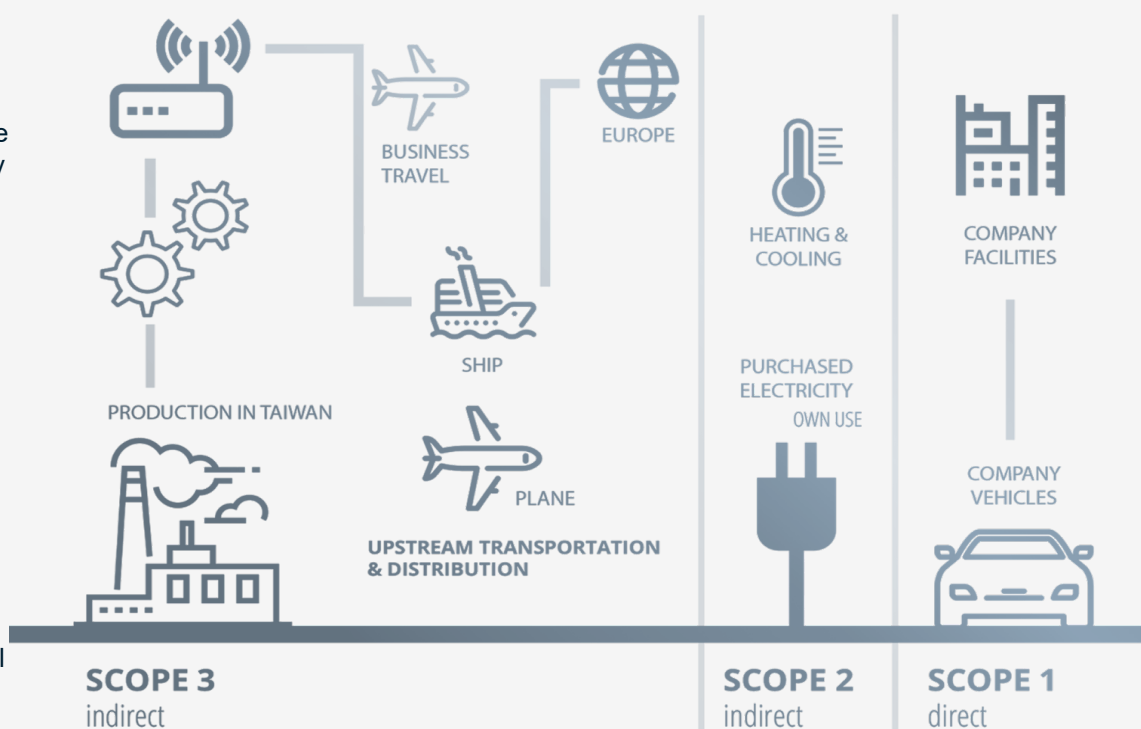 BUSINESS
TRAVEL
EUROPE
SHIP
PRODUCTION IN TAIWAN
PLANE
UPSTREAM TRANSPORTATION
& DISTRIBUTION
SCOPE 3
indirect
HEATING &
COOLING
PURCHASED
ELECTRICITY
OWN USE
SCOPE 2
indirect
COMPANY
FACILITIES
COMPANY
VEHICLES
SCOPE 1
direct